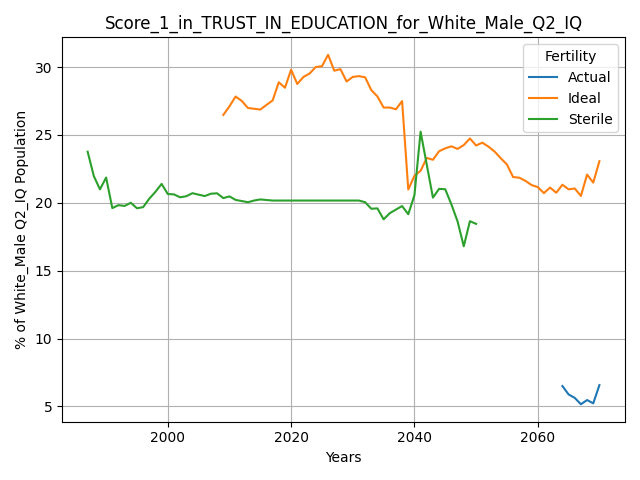 Score_1_in_TRUST_IN_EDUCATION_for_White_Male_Q2_IQ
% of White_Male Q2_IQ Population
30
25
20
15
10
5
Fertility
Actual
Ideal
Sterile
2000 2020 2040 2060
Years